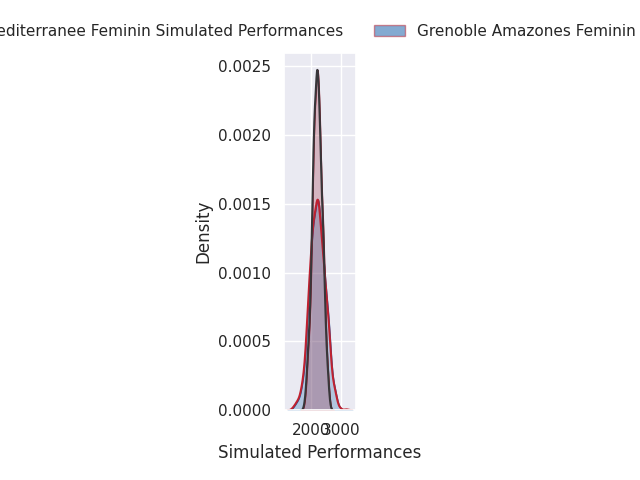 editerranee Feminin Simulated Performances
Grenoble Amazones Feminin
0.0025
0.0020
0.0015
0.0010
0.0005
0.0000
Density
2000
3000
Simulated Performances